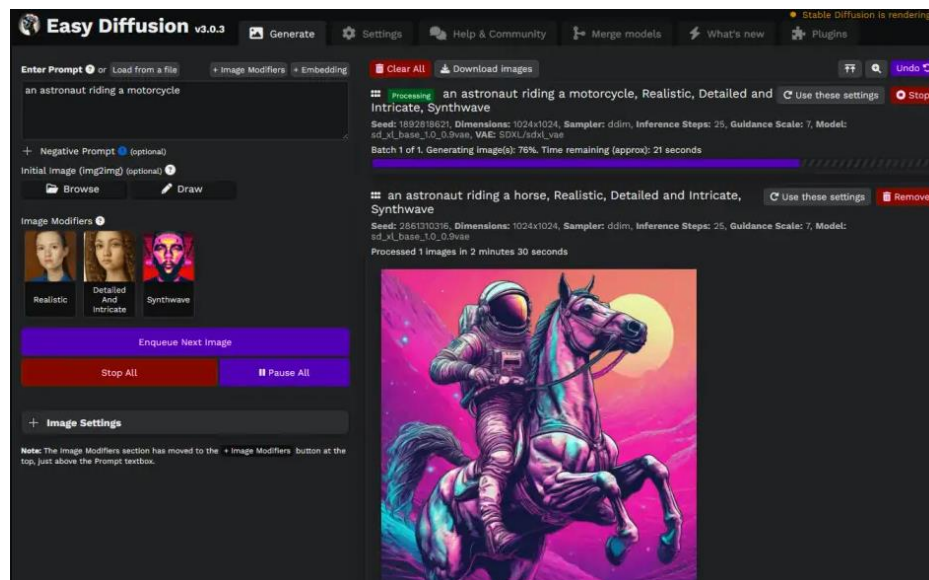 Easy Diffusion v3.0.3
Generate
Settings
Help & Community
Merge models
What's new
Plugins
Stable Diffusion is rendering
Enter Prompt ? or Load from a file
+ Image Modifiers
+ Embedding
an astronaut riding a motorcycle
+ Negative Prompt ? (optional)
Initial Image (img2img) (optional) ?
Browse
Draw
Image Modifiers ?
Realistic
Detailed
And
Intricate
Synthwave
Enqueue Next Image
Stop All
Pause All
+ Image Settings
Note: The Image Modifiers section has moved to the + Image Modifiers button at the
top, just above the Prompt textbox.
Clear All
Download images
Undo
Processing an astronaut riding a motorcycle, Realistic, Detailed and
Intricate, Synthwave
Use these settings
Stop
Seed: 1892818621, Dimensions: 1024x1024, Sampler: ddim, Inference Steps: 25, Guidance Scale: 7, Model:
sd_xl_base_1.0_0.9vae, VAE: SDXL/sdxl_vae
Batch 1 of 1. Generating image(s): 76%. Time remaining (approx): 21 seconds
an astronaut riding a horse, Realistic, Detailed and Intricate,
Synthwave
Use these settings
Remove
Seed: 2861310316, Dimensions: 1024x1024, Sampler: ddim, Inference Steps: 25, Guidance Scale: 7, Model:
sd_xl_base_1.0_0.9vae
Processed 1 images in 2 minutes 30 seconds